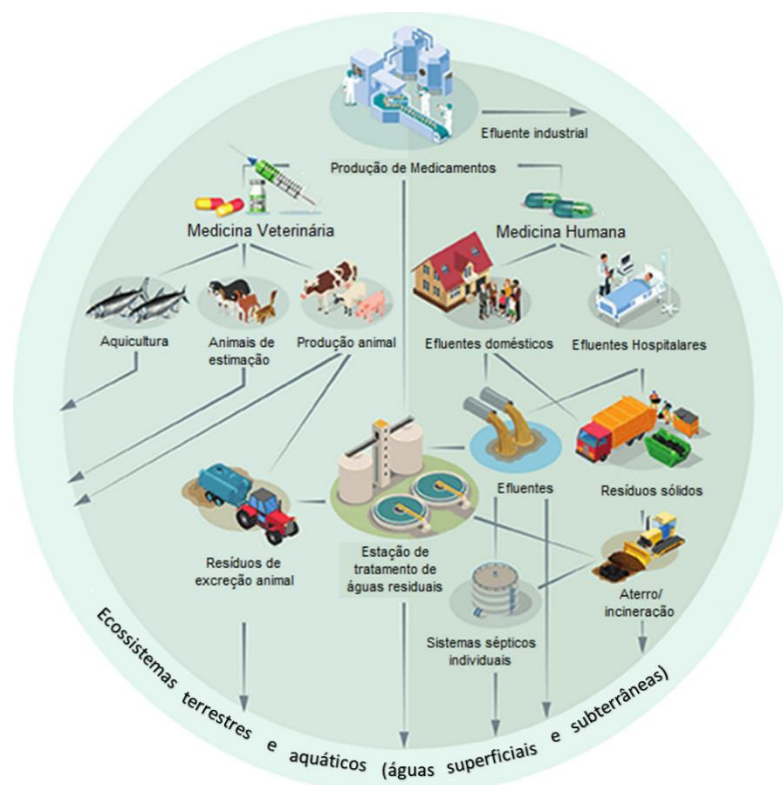 Efluente industrial
Produção de Medicamentos
Medicina Veterinária
Medicina Humana
Aquicultura
Animais de
estimação
Produção animal
Efluentes domésticos
Efluentes Hospitalares
Efluentes
Resíduos sólidos
Resíduos de
excreção animal
Estação de
tratamento de
águas residuais
Aterro/
incineração
Sistemas sépticos
individuais
Ecossistemas terrestres e aquáticos (águas superficiais e subterrâneas)